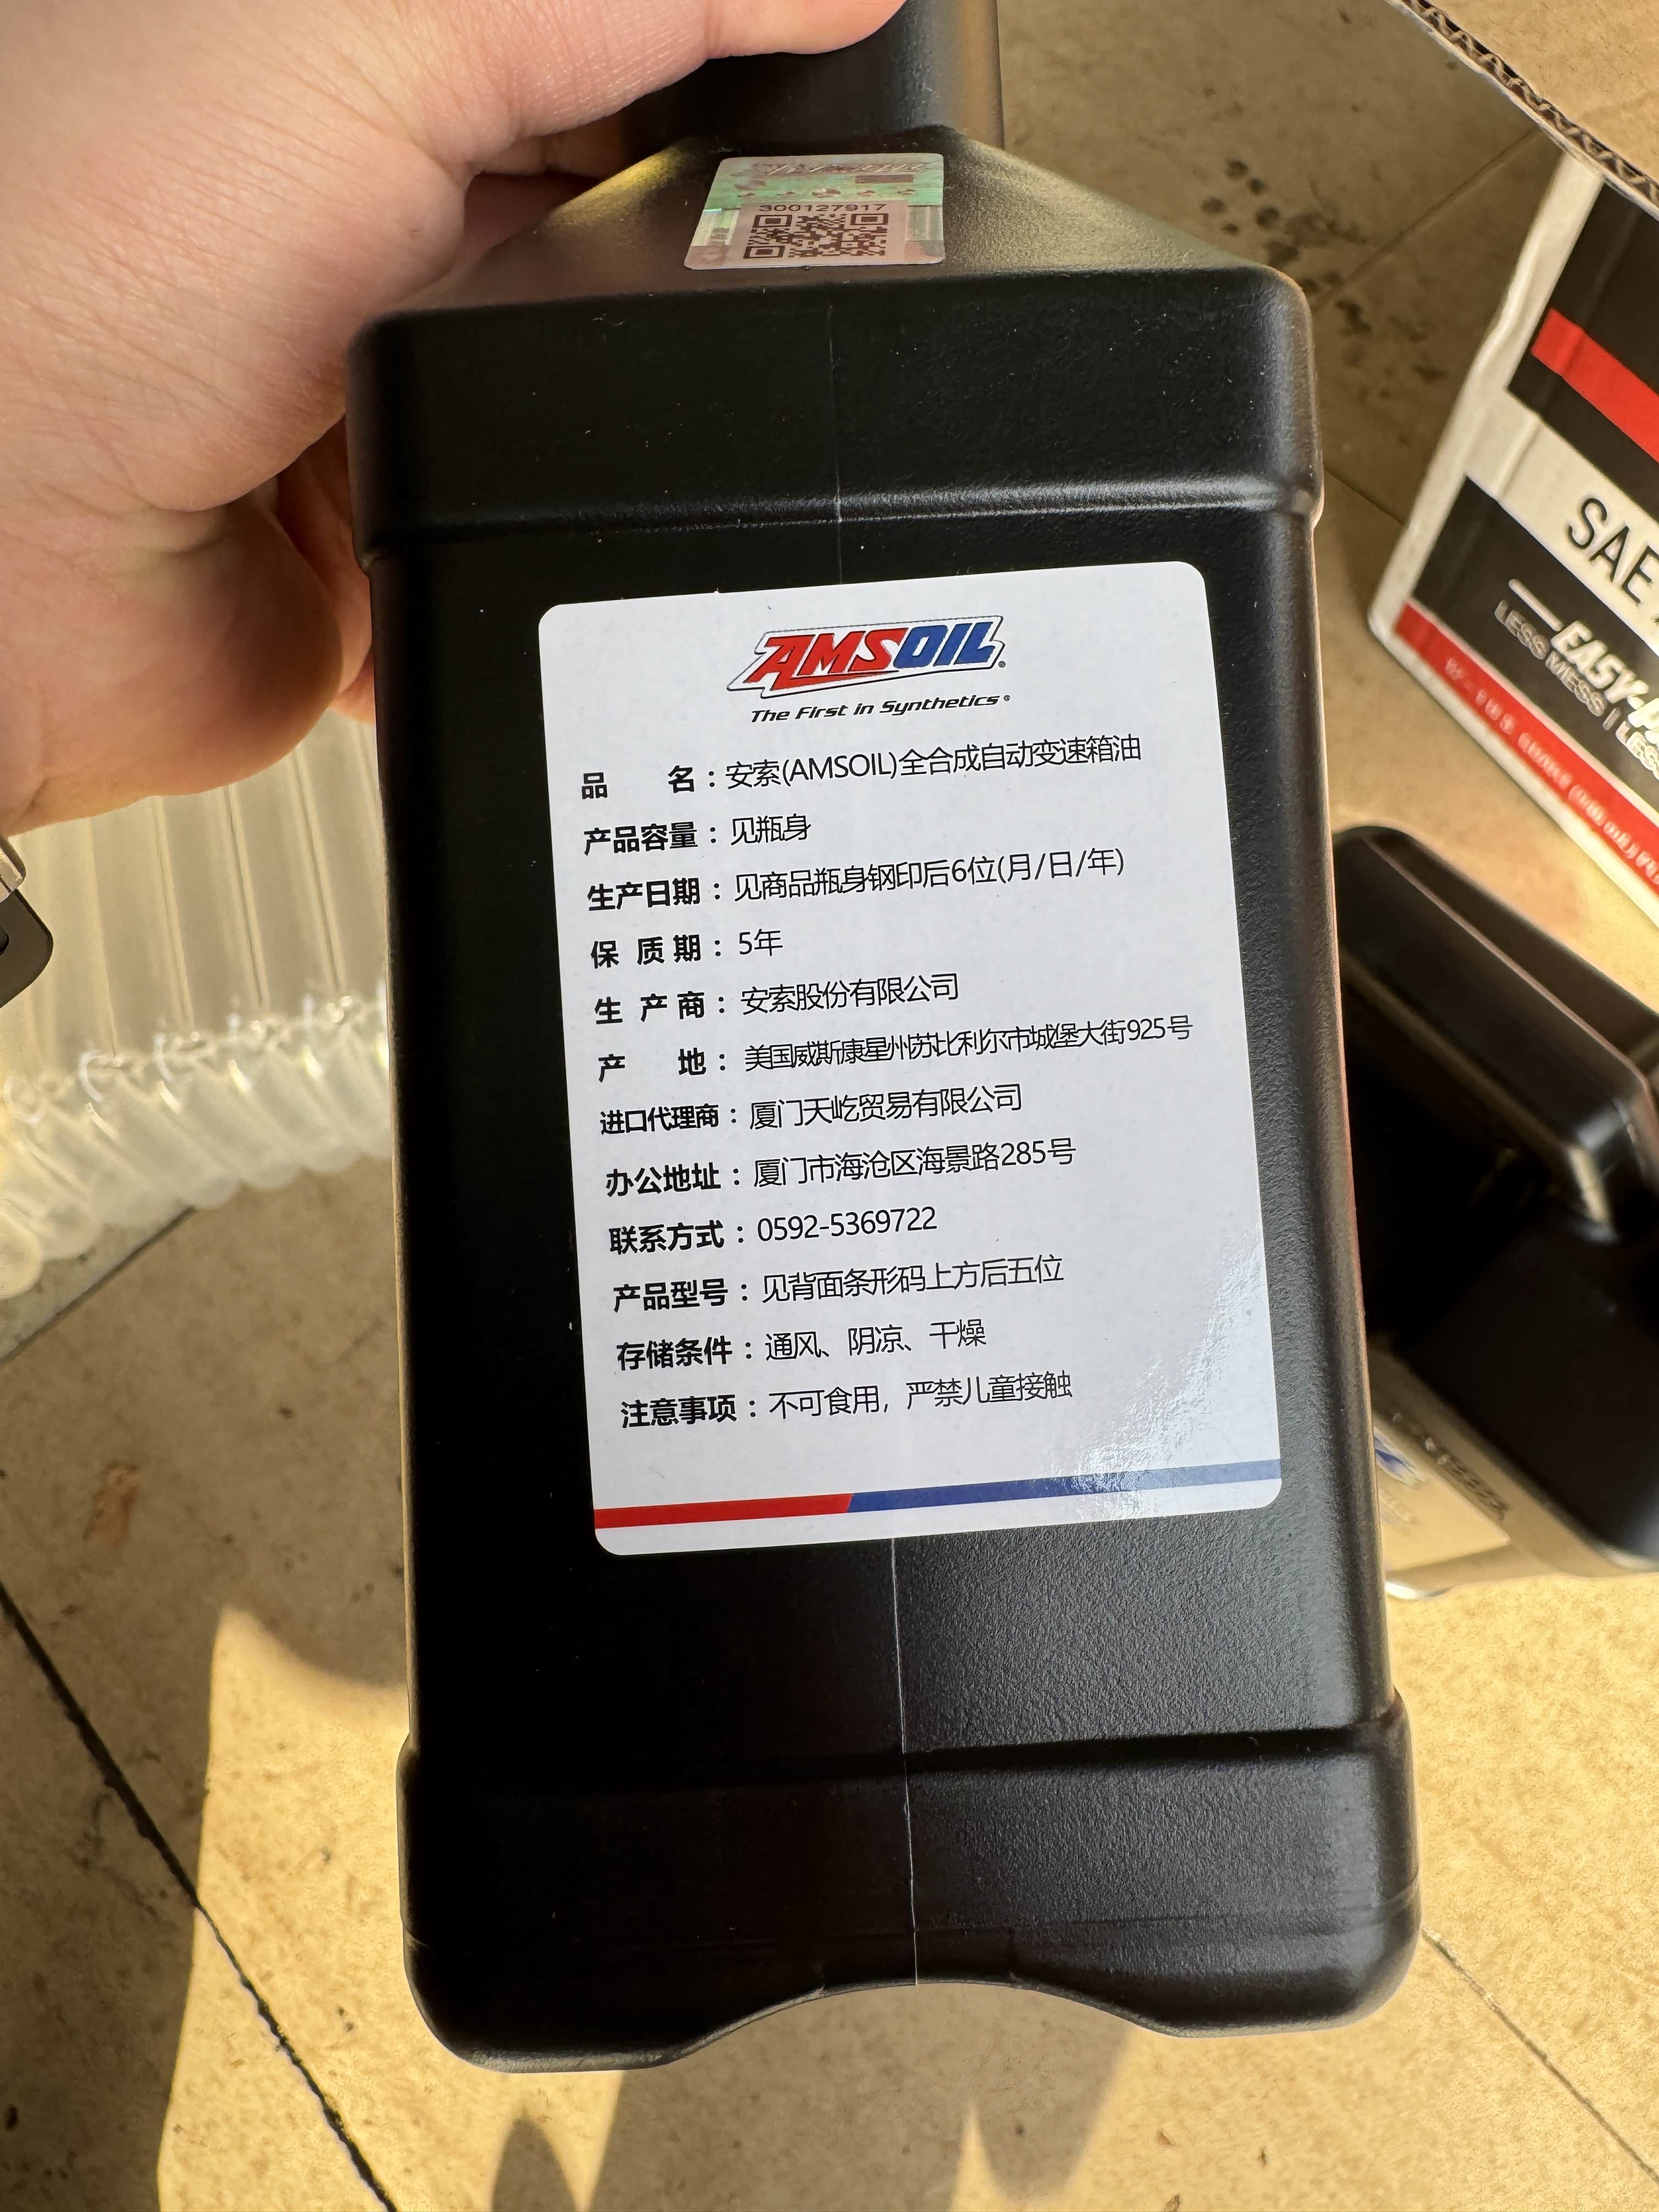 300127917
AMSOIL
The First in Synthetics®
品 名：安索(AMSOIL)全合成自动变速箱油
产品容量：见瓶身
生产日期：见商品瓶身钢印后6位(月/日/年)
保 质 期：5年
生 产 商：安索股份有限公司
产 地：美国威斯康星州苏比利尔市城堡大街925号
进口代理商：厦门天屹贸易有限公司
办公地址：厦门市海沧区海景路285号
联系方式：0592-5369722
产品型号：见背面条形码上方后五位
存储条件：通风、阴凉、干燥
注意事项：不可食用，严禁儿童接触
SAE
EASY-
LESS MESS | LESS